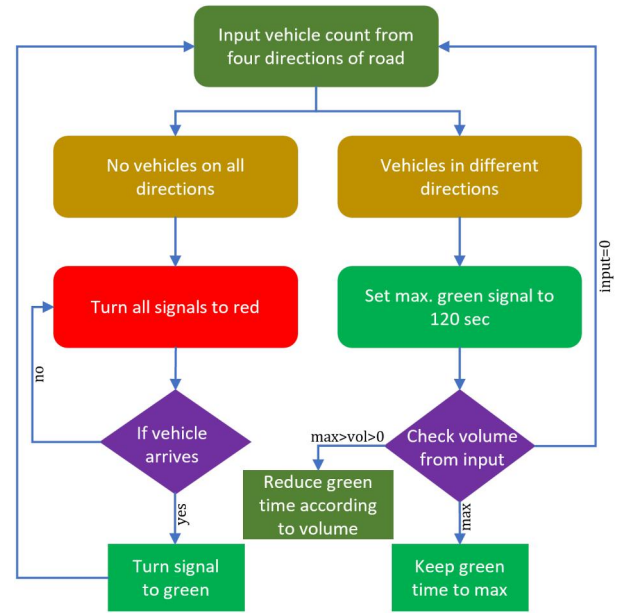 Input vehicle count from
four directions of road
No vehicles on all
directions
Vehicles in different
directions
input=0
Turn all signals to red
Set max. green signal to
120 sec
no
If vehicle
arrives
max>vol>0
Check volume
from input
Reduce green
time according
to volume
yes
max
Turn signal
to green
Keep green
time to max